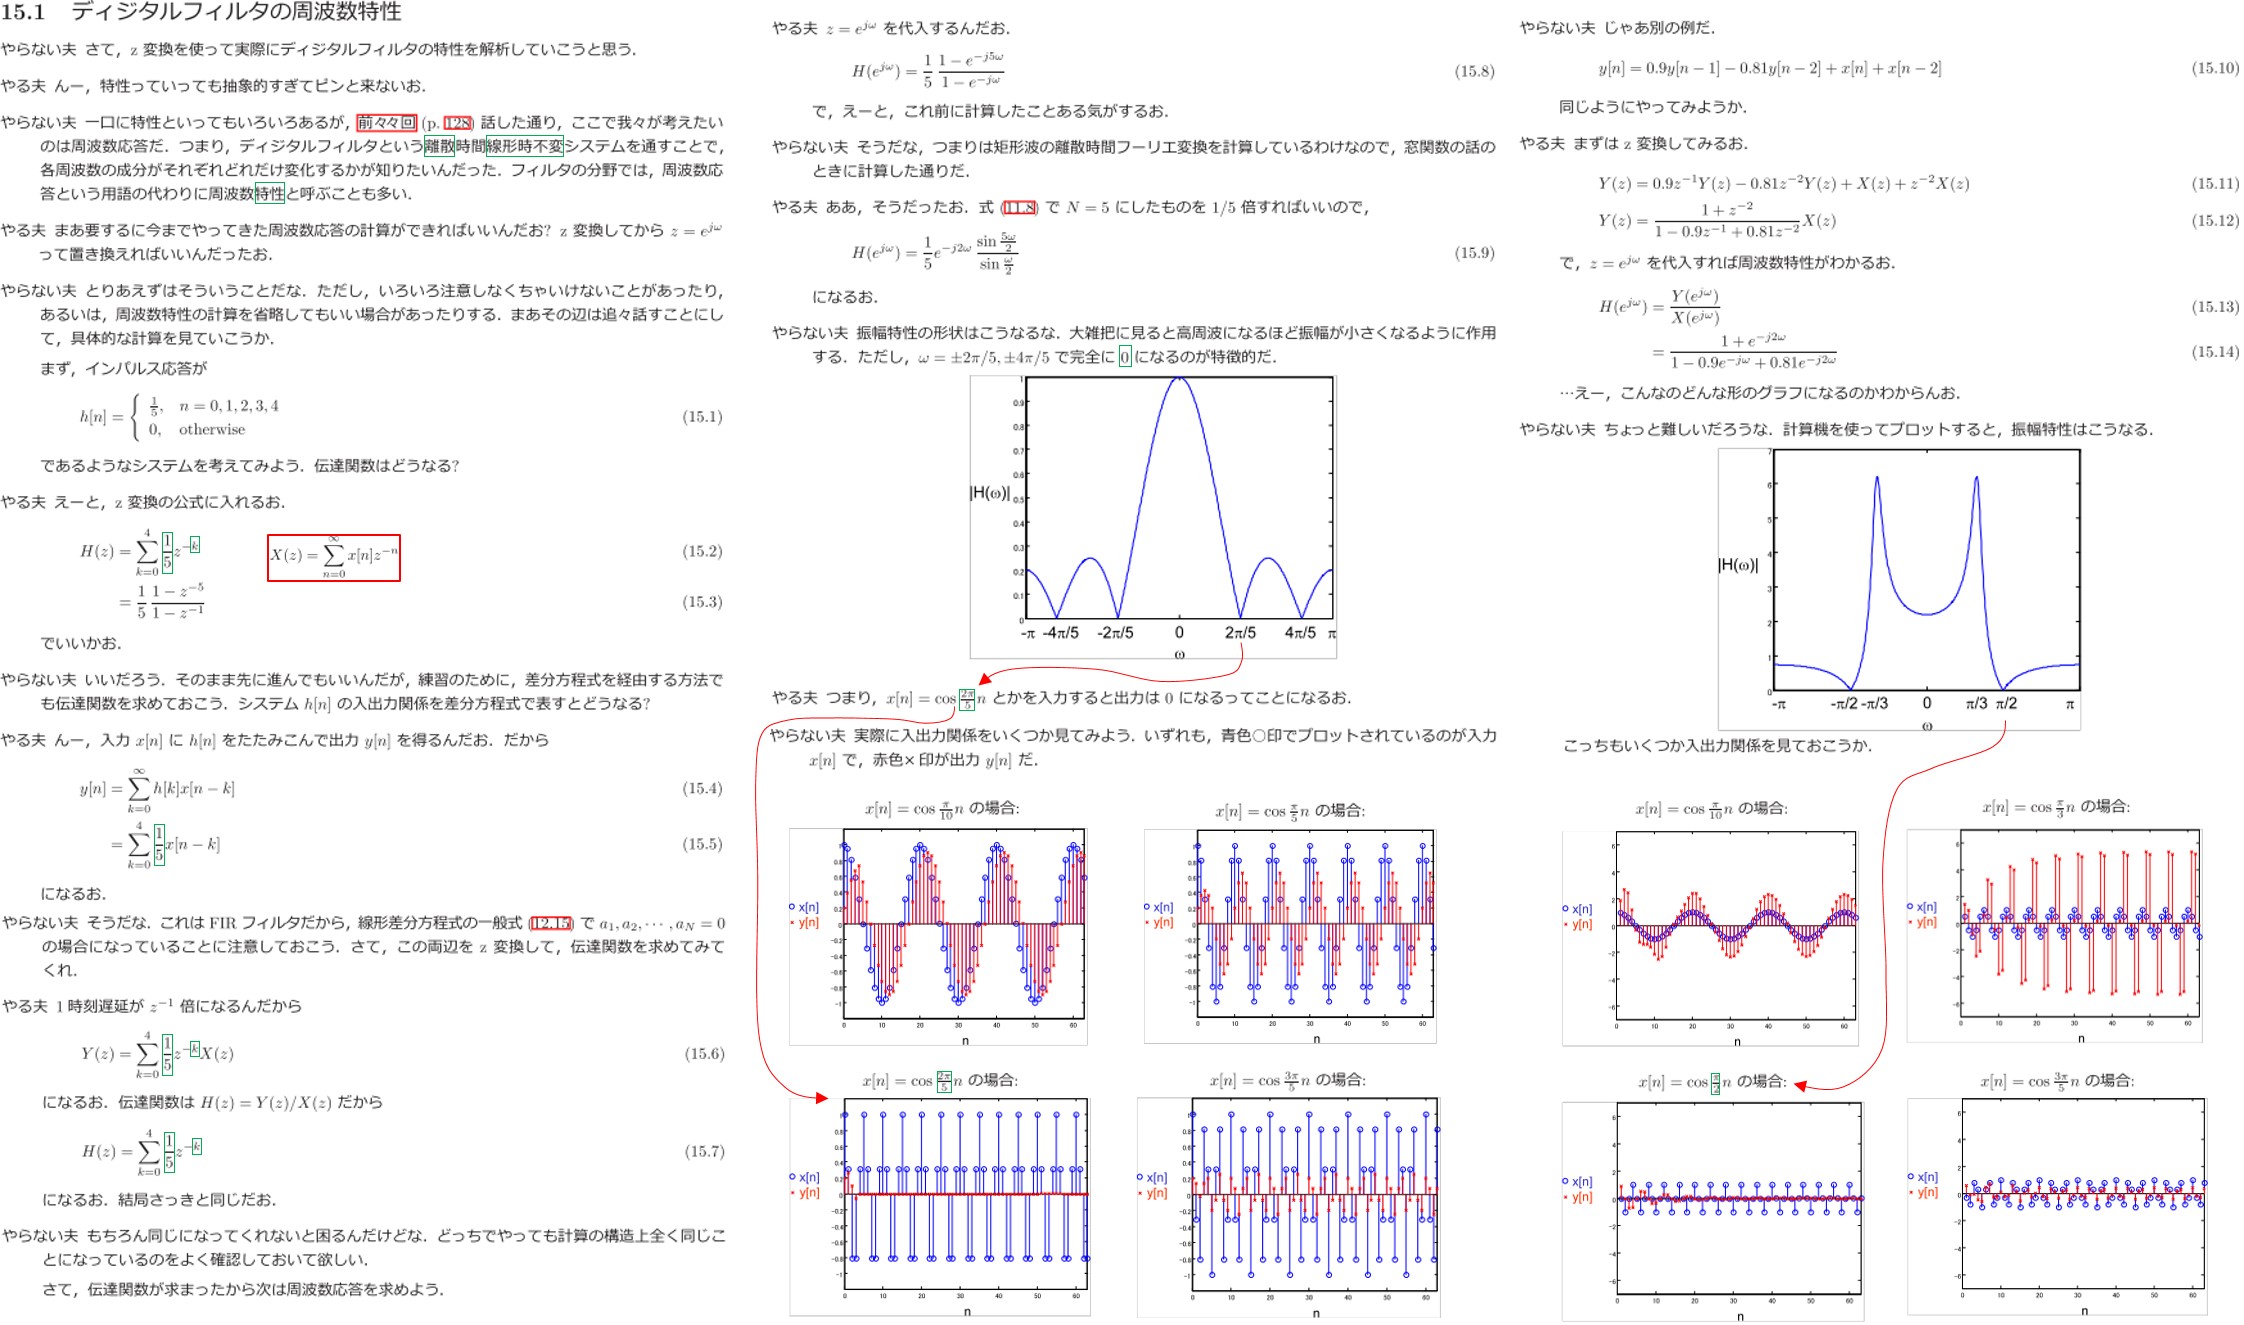 15.1 ディジタルフィルタの周波数特性
やらない夫 さて，z 変換を使って実際にディジタルフィルタの特性を解析していこうと思う．
やる夫 んー，特性っていっても抽象的すぎてピンと来ないお．
やらない夫 一口に特性といってもいろいろあるが，前々々回 (p. 128) 話した通り，ここで我々が考えたい
のは周波数応答だ．つまり，ディジタルフィルタという離散時間線形時不変システムを通すことで，
各周波数の成分がそれぞれどれだけ変化するかが知りたいんだった．フィルタの分野では，周波数応
答という用語の代わりに周波数特性と呼ぶことも多い．
やる夫 まあ要するに今までやってきた周波数応答の計算ができればいいんだお? z 変換してから z = e^{jω}
って置き換えればいいんだったお．
やらない夫 とりあえずはそういうことだな．ただし，いろいろ注意しなくちゃいけないことがあったり，
あるいは，周波数特性の計算を省略してもいい場合があったりする．まあその辺は追々話すことにし
て，具体的な計算を見ていこうか．
まず，インパルス応答が
h[n] = { 1/5, n = 0, 1, 2, 3, 4
0, otherwise (15.1)
であるようなシステムを考えてみよう．伝達関数はどうなる?
やる夫 えーと，z 変換の公式に入れるお．
H(z) = \sum_{k=0}^{4} \frac{1}{5} z^{-k} X(z) = \sum_{n=0}^{∞} x[n]z^{-n} (15.2)
= \frac{1}{5} \frac{1 − z^{-5}}{1 − z^{-1}} (15.3)
でいいかお．
やらない夫 いいだろう．そのまま先に進んでもいいんだが，練習のために，差分方程式を経由する方法で
も伝達関数を求めておこう．システム h[n] の入出力関係を差分方程式で表すとどうなる?
やる夫 んー，入力 x[n] に h[n] をたたみこんで出力 y[n] を得るんだお．だから
y[n] = \sum_{k=0}^{∞} h[k]x[n − k] (15.4)
= \sum_{k=0}^{4} \frac{1}{5} x[n − k] (15.5)
になるお．
やらない夫 そうだな．これは FIR フィルタだから，線形差分方程式の一般式 (12.15) で a_1, a_2, ⋯ , a_N = 0
の場合になっていることに注意しておこう．さて，この両辺を z 変換して，伝達関数を求めてみて
くれ．
やる夫 1 時刻遅延が z^{-1} 倍になるんだから
Y(z) = \sum_{k=0}^{4} \frac{1}{5} z^{-k} X(z) (15.6)
になるお．伝達関数は H(z) = Y(z)/X(z) だから
H(z) = \sum_{k=0}^{4} \frac{1}{5} z^{-k} (15.7)
になるお．結局さっきと同じだお．
やらない夫 もちろん同じになってくれないと困るんだけどな．どっちでやっても計算の構造上全く同じこ
とになっているのをよく確認しておいて欲しい．
さて，伝達関数が求まったから次は周波数応答を求めよう．
やる夫 z = e^{jω} を代入するんだお．
H(e^{jω}) = \frac{1}{5} \frac{1 − e^{-j5ω}}{1 − e^{-jω}} (15.8)
で，えーと，これ前に計算したことある気がするお．
やらない夫 そうだな，つまりは矩形波の離散時間フーリエ変換を計算しているわけなので，窓関数の話の
ときに計算した通りだ．
やる夫 ああ，そうだったお．式 (11.8) で N = 5 にしたものを 1/5 倍すればいいので，
H(e^{jω}) = \frac{1}{5} e^{-j2ω} \frac{\sin \frac{5ω}{2}}{\sin \frac{ω}{2}} (15.9)
になるお．
やらない夫 振幅特性の形状はこうなるな．大雑把に見ると高周波になるほど振幅が小さくなるように作用
する．ただし，ω = ±2π/5, ±4π/5 で完全に 0 になるのが特徴的だ．
1
0.9
0.8
0.7
0.6
|H(ω)| 0.5
0.4
0.3
0.2
0.1
0
-π -4π/5 -2π/5 0 2π/5 4π/5 π
ω
やる夫 つまり，x[n] = cos \frac{2π}{5} n とかを入力すると出力は 0 になるってことになるお．
やらない夫 実際に入出力関係をいくつか見てみよう．いずれも，青色○印でプロットされているのが入力
x[n] で，赤色× 印が出力 y[n] だ．
x[n] = cos \frac{π}{10} n の場合:
1
0.8
0.4
0.2
0
-0.2
-0.4
-0.6
-0.8
-1
x[n]
y[n]
0 10 20 30 40 50 60
n
x[n] = cos \frac{π}{5} n の場合:
x[n]
y[n]
0 10 20 30 40 50 60
n
x[n] = cos \frac{2π}{5} n の場合:
x[n]
y[n]
0 10 20 30 40 50 60
n
x[n] = cos \frac{3π}{5} n の場合:
x[n]
y[n]
0 10 20 30 40 50 60
n
やらない夫 じゃあ別の例だ．
y[n] = 0.9y[n − 1] − 0.81y[n − 2] + x[n] + x[n − 2] (15.10)
同じようにやってみようか．
やる夫 まずは z 変換してみるお．
Y(z) = 0.9z^{-1}Y(z) − 0.81z^{-2}Y(z) + X(z) + z^{-2}X(z) (15.11)
Y(z) = \frac{1 + z^{-2}}{1 − 0.9z^{-1} + 0.81z^{-2}} X(z) (15.12)
で，z = e^{jω} を代入すれば周波数特性がわかるお．
H(e^{jω}) = \frac{Y(e^{jω})}{X(e^{jω})} (15.13)
= \frac{1 + e^{-j2ω}}{1 − 0.9e^{-jω} + 0.81e^{-j2ω}} (15.14)
…えー，こんなのどんな形のグラフになるのかわからんお．
やらない夫 ちょっと難しいだろうな．計算機を使ってプロットすると，振幅特性はこうなる．
7
6
5
4
|H(ω)|
3
2
1
0
-π -π/2 -π/3 0 π/3 π/2 π
ω
こっちもいくつか入出力関係を見ておこうか．
x[n] = cos \frac{π}{10} n の場合:
6
4
2
0
-2
-4
-6
x[n]
y[n]
0 10 20 30 40 50 60
n
x[n] = cos \frac{π}{3} n の場合:
6
4
2
0
-2
-4
-6
x[n]
y[n]
0 10 20 30 40 50 60
n
x[n] = cos \frac{π}{2} n の場合:
6
4
2
0
-2
-4
-6
x[n]
y[n]
0 10 20 30 40 50 60
n
x[n] = cos \frac{3π}{5} n の場合:
6
4
2
0
-2
-4
-6
x[n]
y[n]
0 10 20 30 40 50 60
n